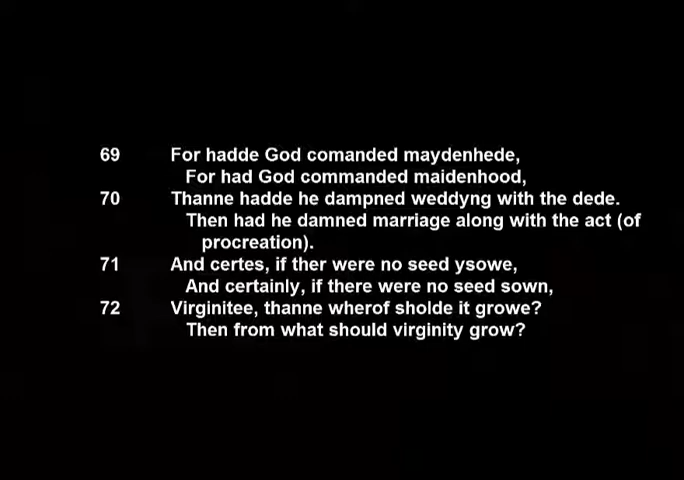 69 For hadde God comanded maydenhede,
For had God commanded maidenhood,
70 Thanne hadde he dampned weddyng with the dede.
Then had he damned marriage along with the act (of
procreation).
71 And certes, if ther were no seed ysowe,
And certainly, if there were no seed sown,
72 Virginitee, thanne wherof sholde it growe?
Then from what should virginity grow?